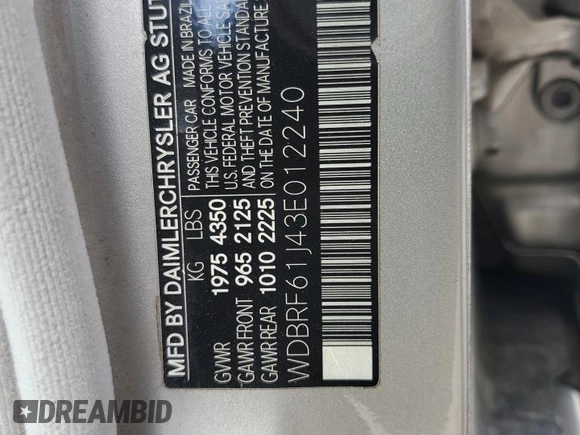 MFD BY DAIMLERCHRYSLER AG STUT
PASSENGER CAR MADE IN BRAZIL
KG LBS THIS VEHICLE CONFORMS TO ALL
GVWR 1975 4350 U.S. FEDERAL MOTOR VEHICLE SA
GAWR FRONT 965 2125 AND THEFT PREVENTION STAN
GAWR REAR 1010 2225 ON THE DATE OF MANUFACTUR
WDBRF61J43E012240
DREAMBID